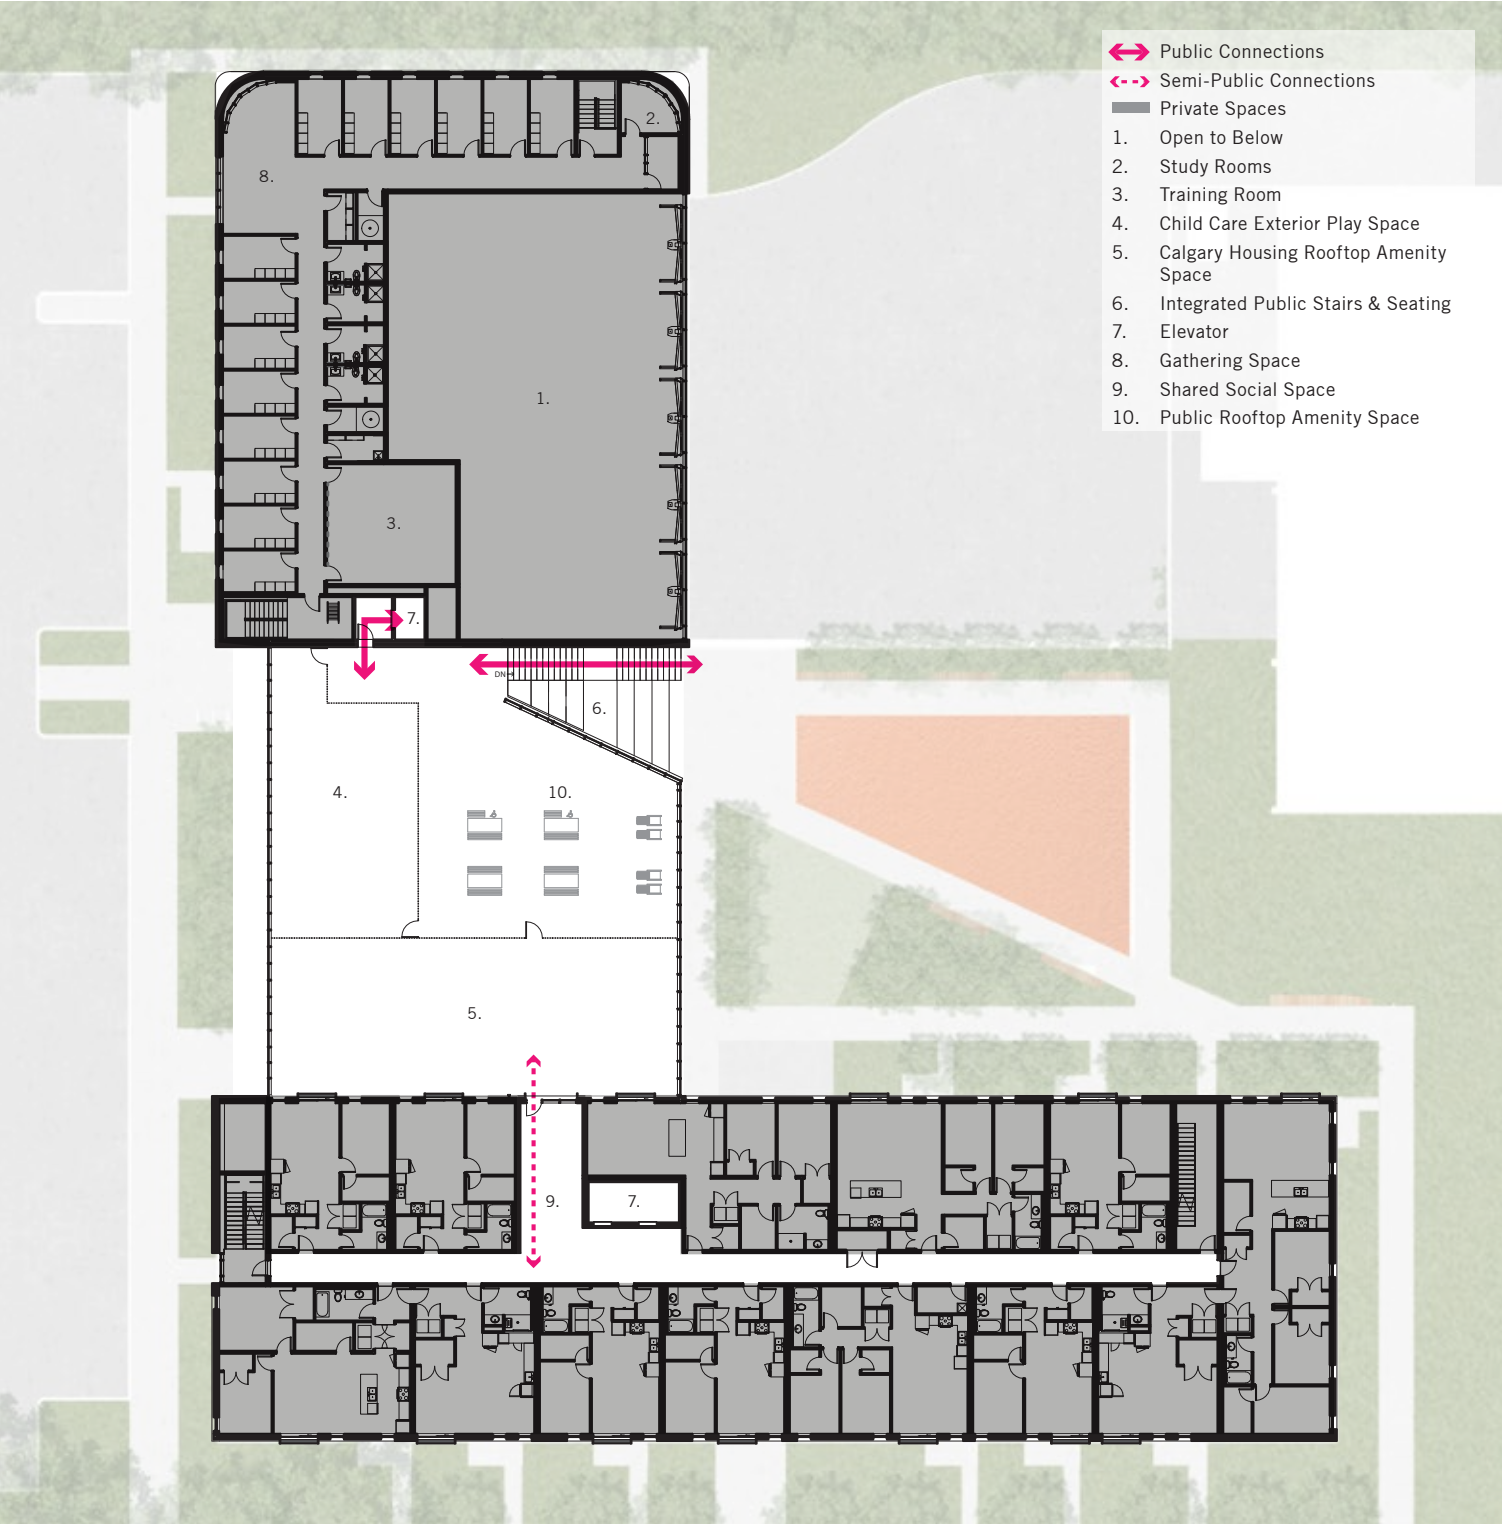 Public Connections
Semi-Public Connections
Private Spaces
1. Open to Below
2. Study Rooms
3. Training Room
4. Child Care Exterior Play Space
5. Calgary Housing Rooftop Amenity
Space
6. Integrated Public Stairs & Seating
7. Elevator
8. Gathering Space
9. Shared Social Space
10. Public Rooftop Amenity Space
2.
8.
1.
3.
7.
DN
6.
4.
10.
5.
9.
7.